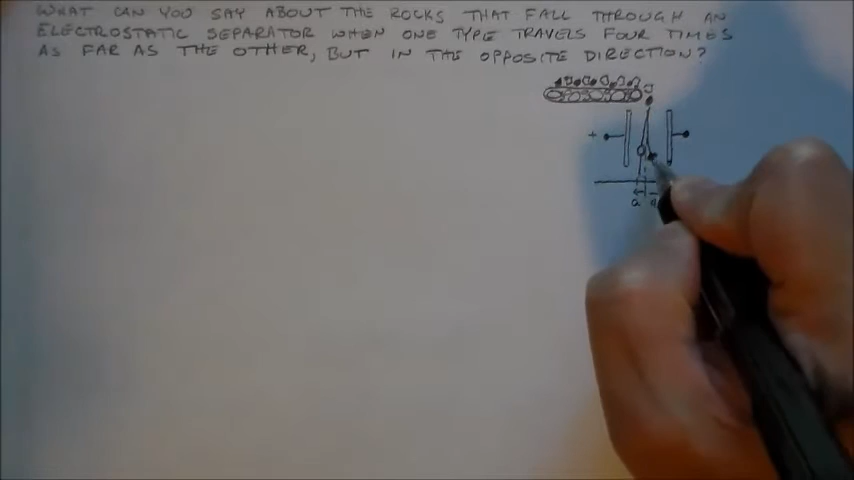 WHAT CAN YOU SAY ABOUT THE ROCKS THAT FALL THROUGH AN
ELECTROSTATIC SEPARATOR WHEN ONE TYPE TRAVELS FOUR TIMES
AS FAR AS THE OTHER, BUT IN THE OPPOSITE DIRECTION?
+
a